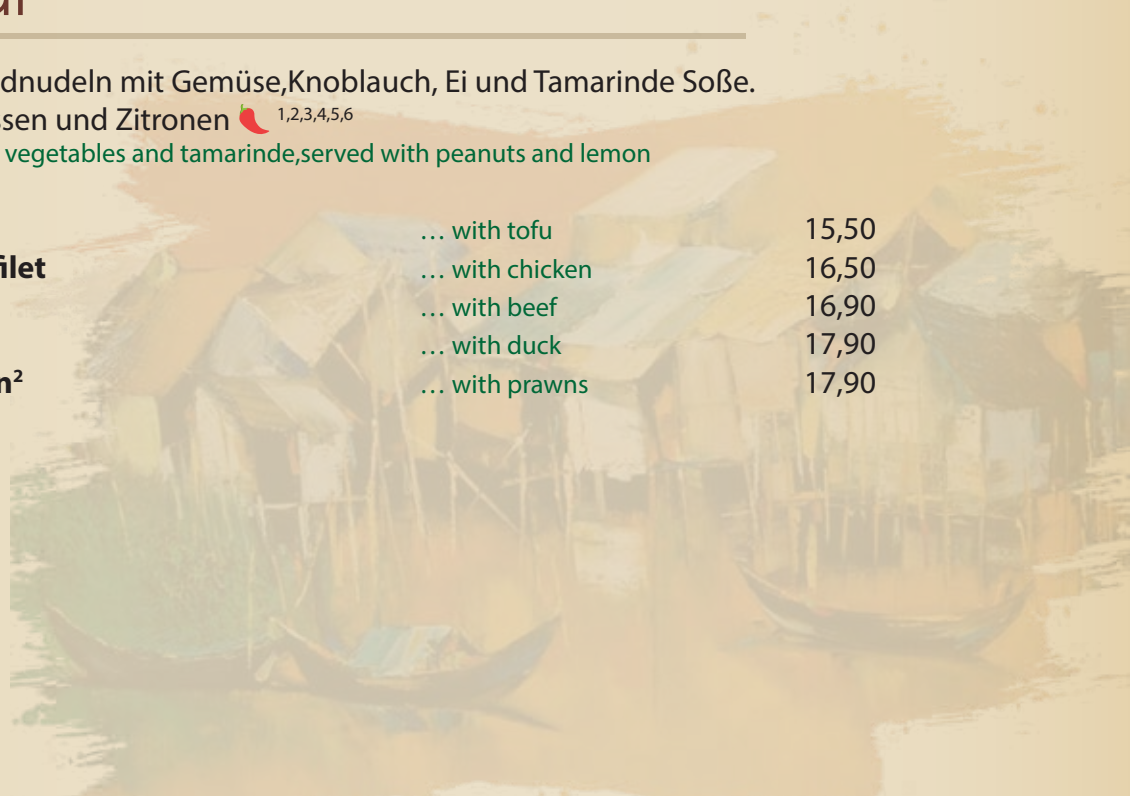 dnudeln mit Gemüse,Knoblauch, Ei und Tamarinde Soße.
ssen und Zitronen 1,2,3,4,5,6
vegetables and tamarinde,served with peanuts and lemon
... with tofu 15,50
filet ... with chicken 16,50
... with beef 16,90
... with duck 17,90
n² ... with prawns 17,90